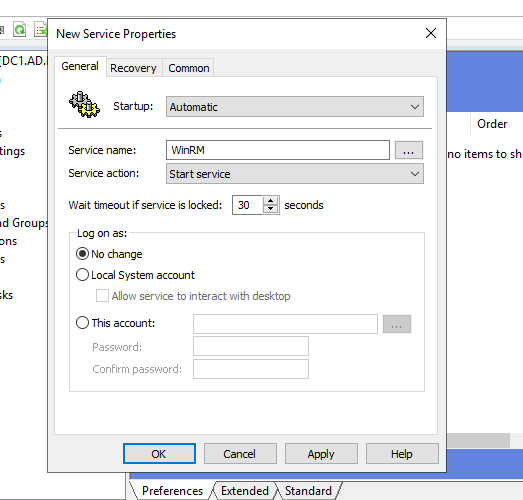 New Service Properties
[DC1.AD.
General Recovery Common
Startup: Automatic
Order
Service name: WinRM ...
no items to sh
tings
Service action: Start service
Wait timeout if service is locked: 30 seconds
nd Groups
Log on as:
ons
No change
Local System account
Allow service to interact with desktop
sks
This account: ...
Password:
Confirm password:
OK Cancel Apply Help
Preferences Extended Standard